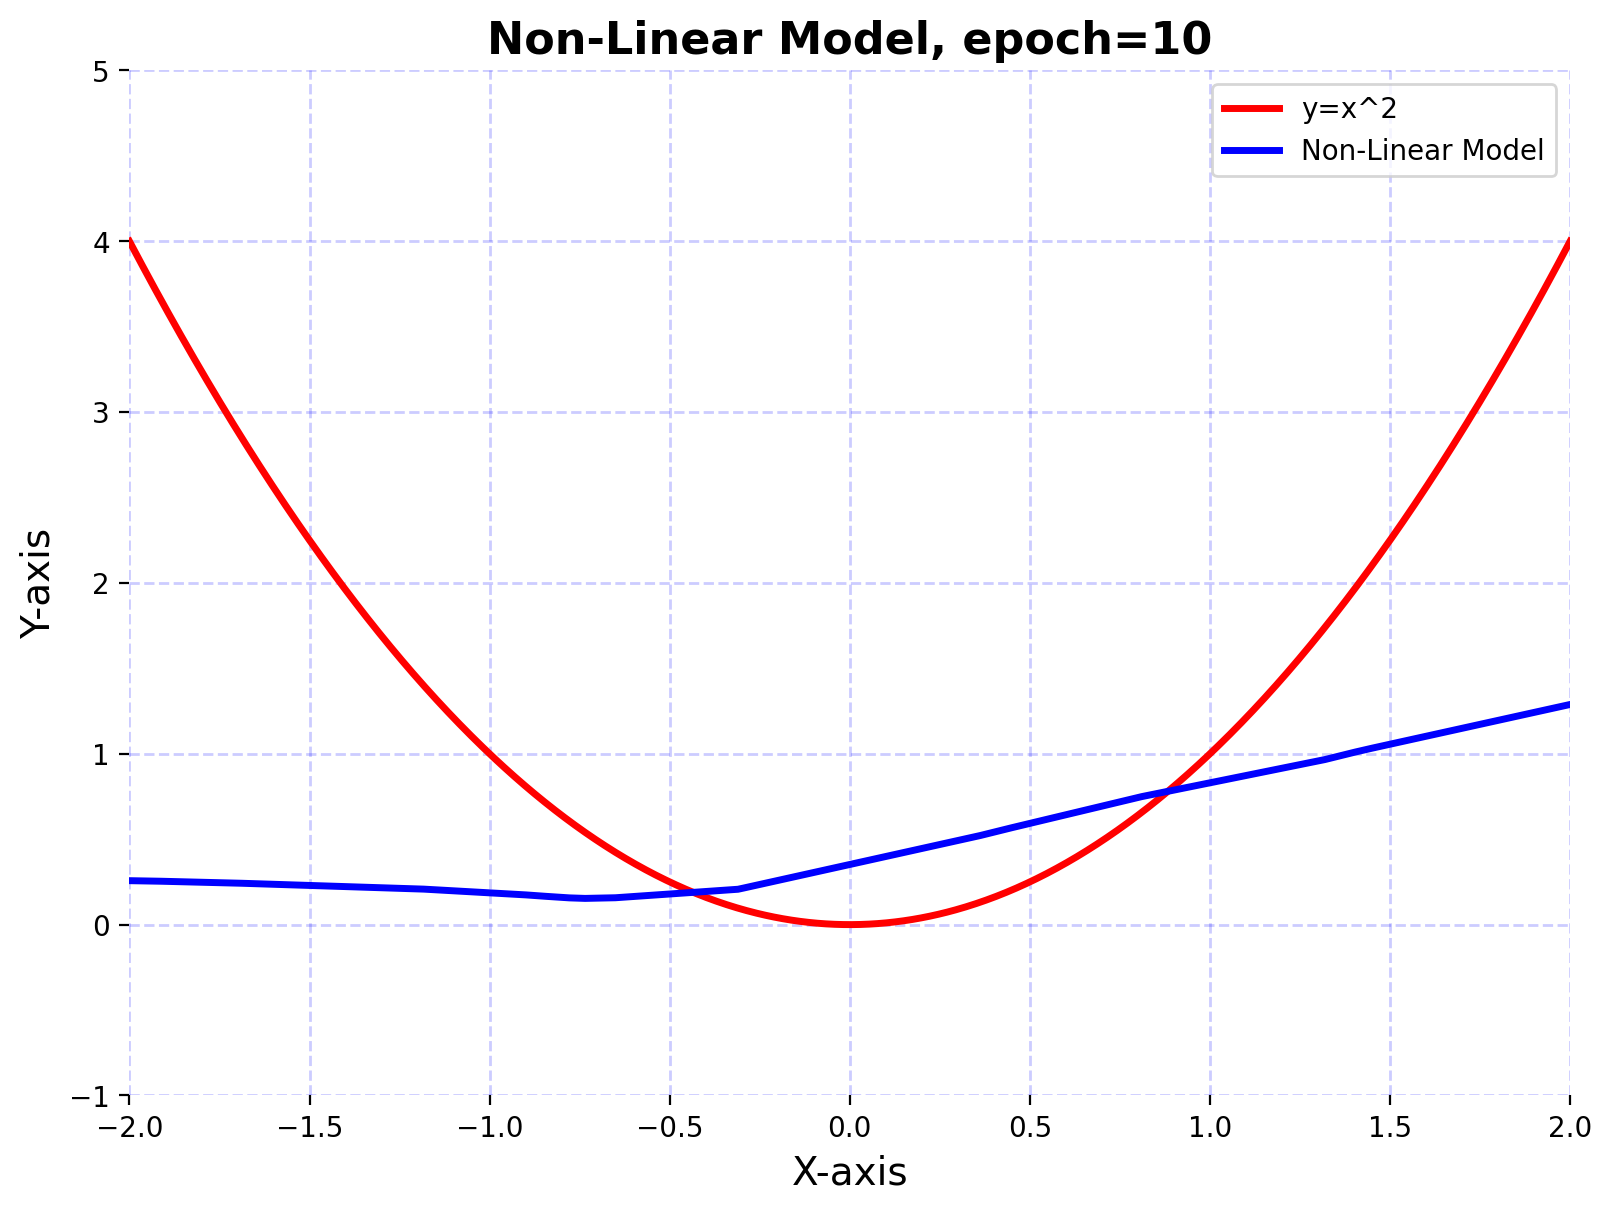 Non-Linear Model, epoch=10
y=x^2
Non-Linear Model
5
4
3
2
1
0
−1
Y-axis
−2.0 −1.5 −1.0 −0.5 0.0 0.5 1.0 1.5 2.0
X-axis